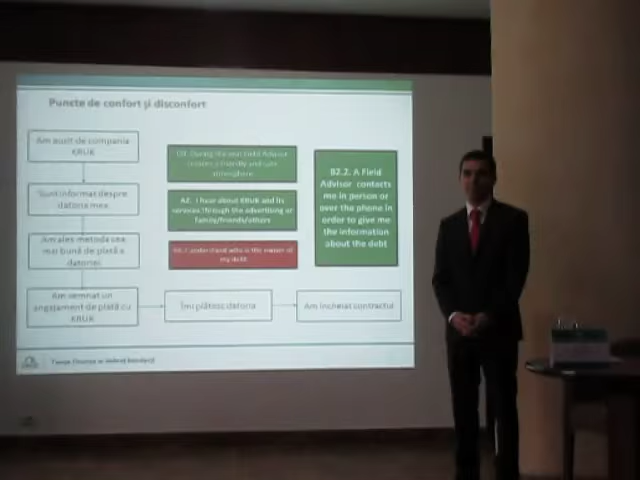 Puncte de confort și disconfort
Am auzit de compania
KRUK
Sunt informat despre
datoria mea
Am ales metoda cea
mai bună de plată a
datoriei
Am semnat un
angajament de plată cu
KRUK
Îmi plătesc datoria
Am încheiat contractul
A2. I hear about KRUK and its
services through the advertising or
family/friends/others
my debt.
B2.2. A Field
Advisor contacts
me in person or
over the phone in
order to give me
the information
about the debt